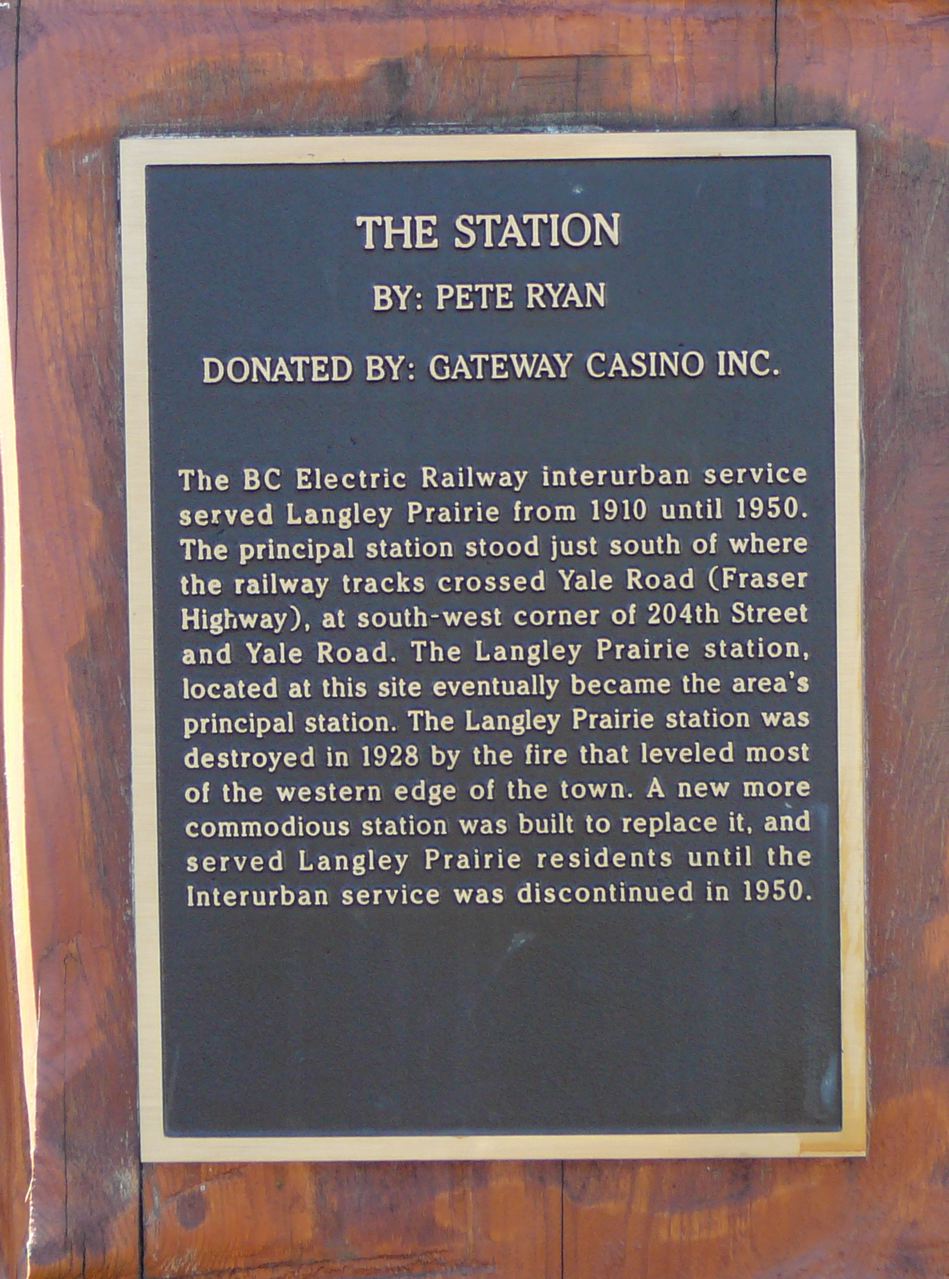 THE STATION
BY: PETE RYAN
DONATED BY: GATEWAY CASINO INC.
The BC Electric Railway interurban service
served Langley Prairie from 1910 until 1950.
The principal station stood just south of where
the railway tracks crossed Yale Road (Fraser
Highway), at south-west corner of 204th Street
and Yale Road. The Langley Prairie station,
located at this site eventually became the area's
principal station. The Langley Prairie station was
destroyed in 1928 by the fire that leveled most
of the western edge of the town. A new more
commodious station was built to replace it, and
served Langley Prairie residents until the
Interurban service was discontinued in 1950.